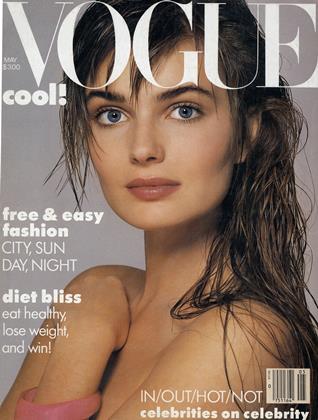 VOGUE
MAY
$3.00
cool!
free & easy
fashion
CITY, SUN
DAY, NIGHT
diet bliss
eat healthy,
lose weight,
and win!
IN/OUT/HOT/NOT
celebrities on celebrity